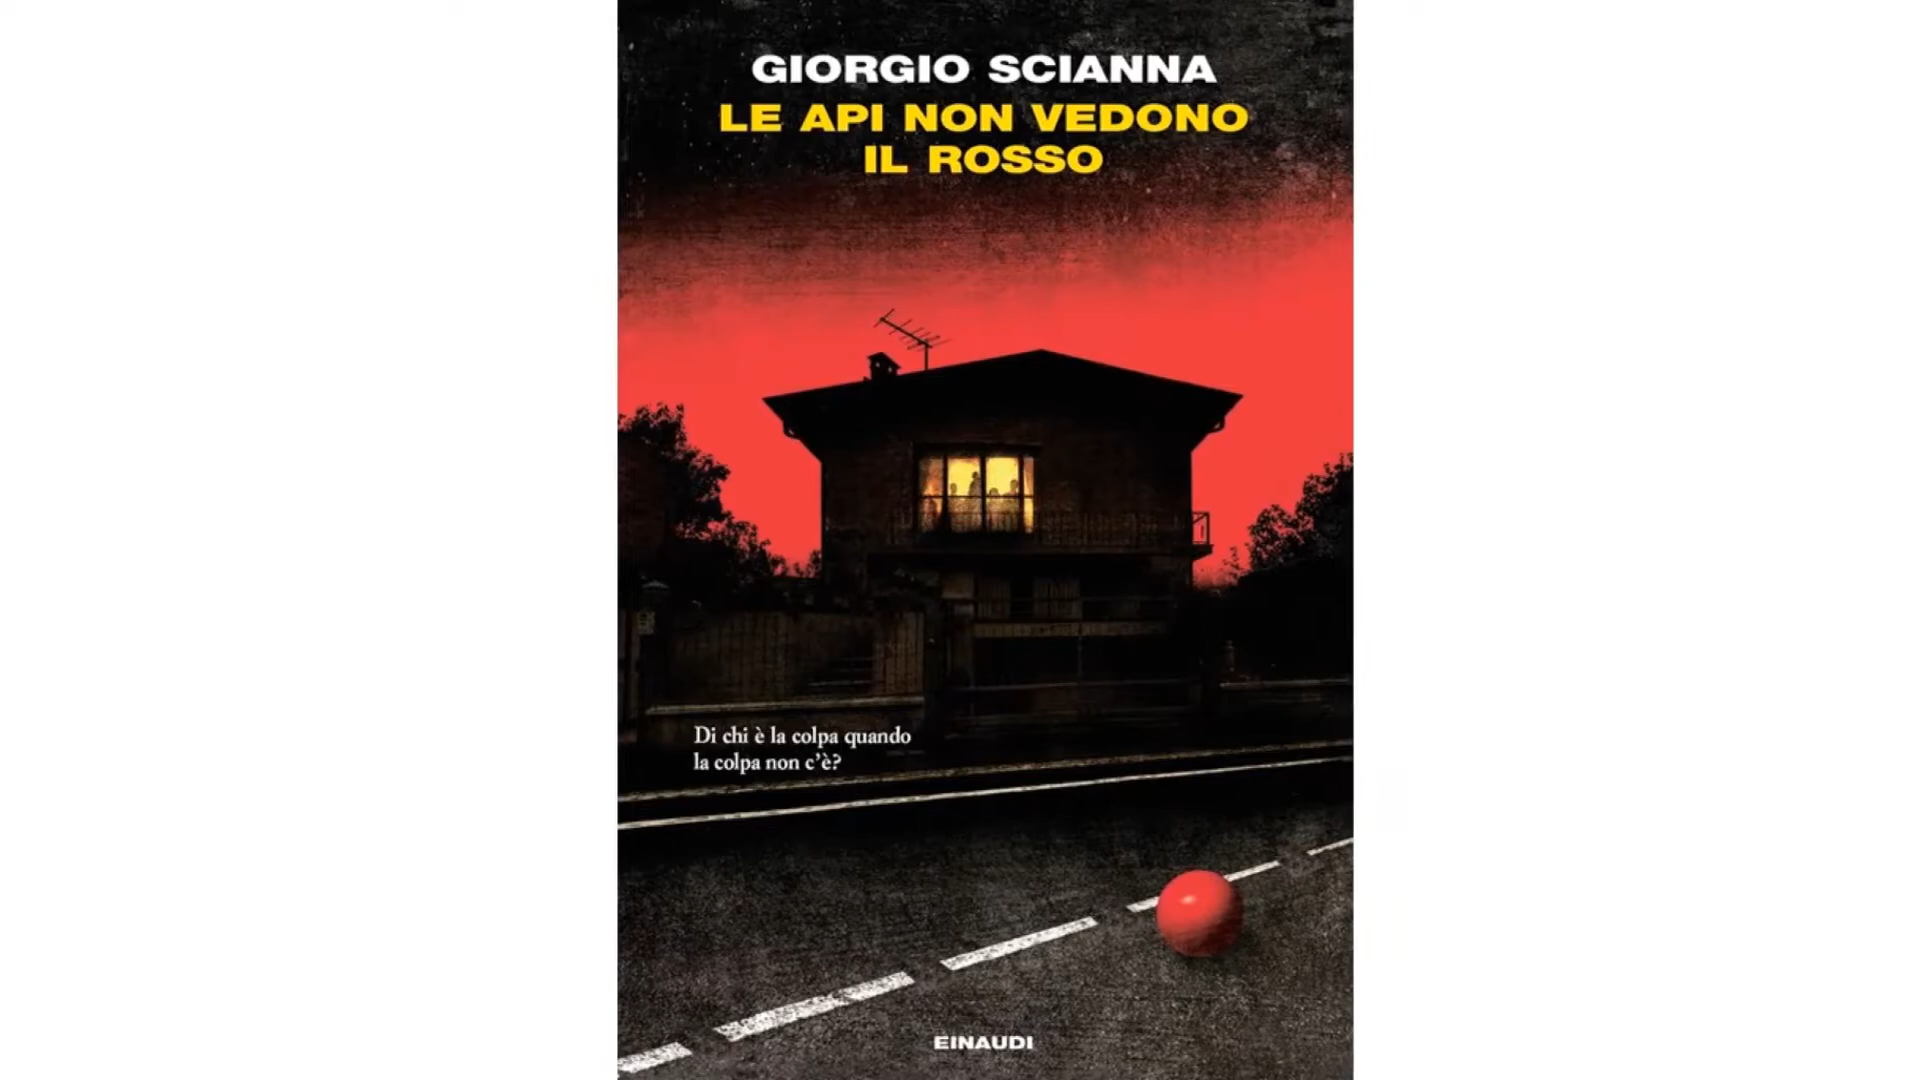 GIORGIO SCIANNA
LE API NON VEDONO
IL ROSSO
Di chi è la colpa quando
la colpa non c'è?
EINAUDI